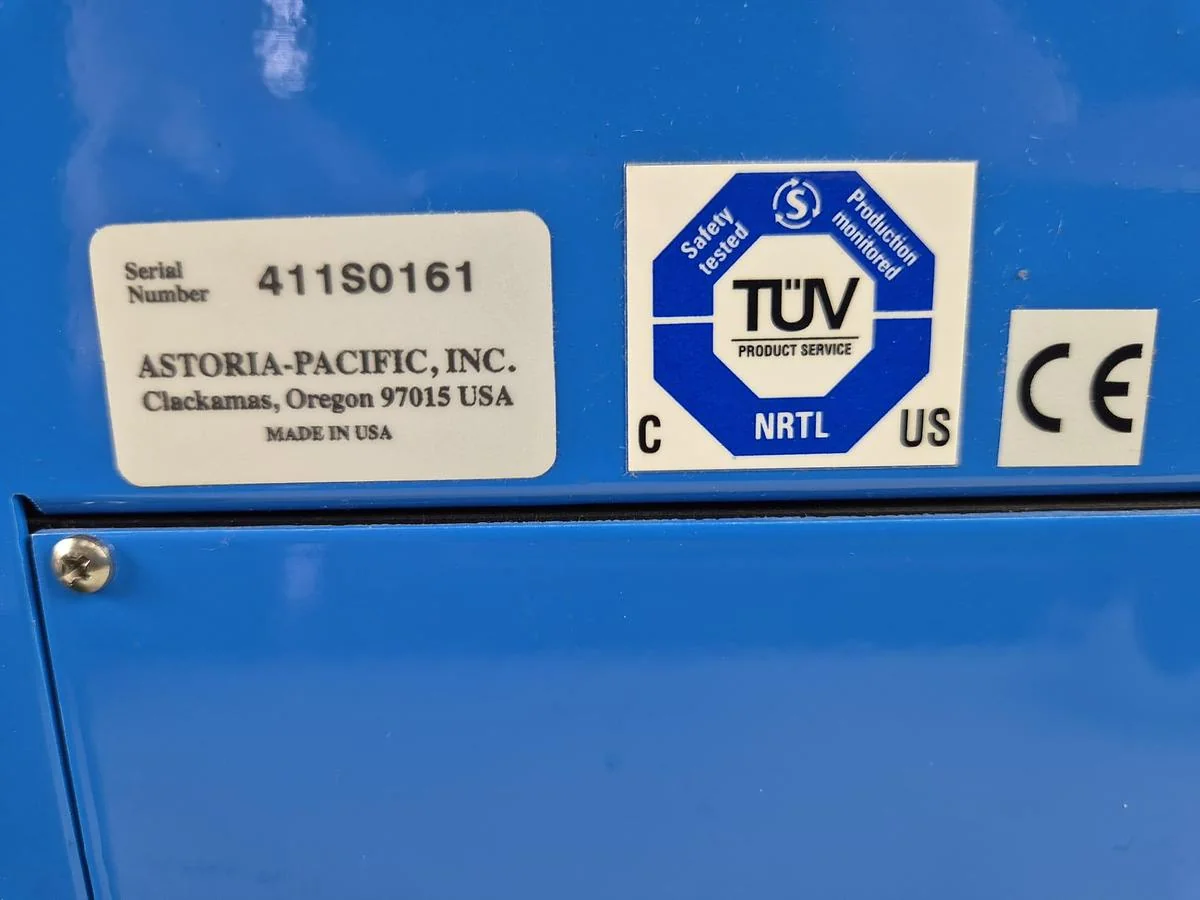 Serial
Number 411S0161
ASTORIA-PACIFIC, INC.
Clackamas, Oregon 97015 USA
MADE IN USA
Safety
tested
S
Production
monitored
TÜV
PRODUCT SERVICE
NRTL
C US
CE